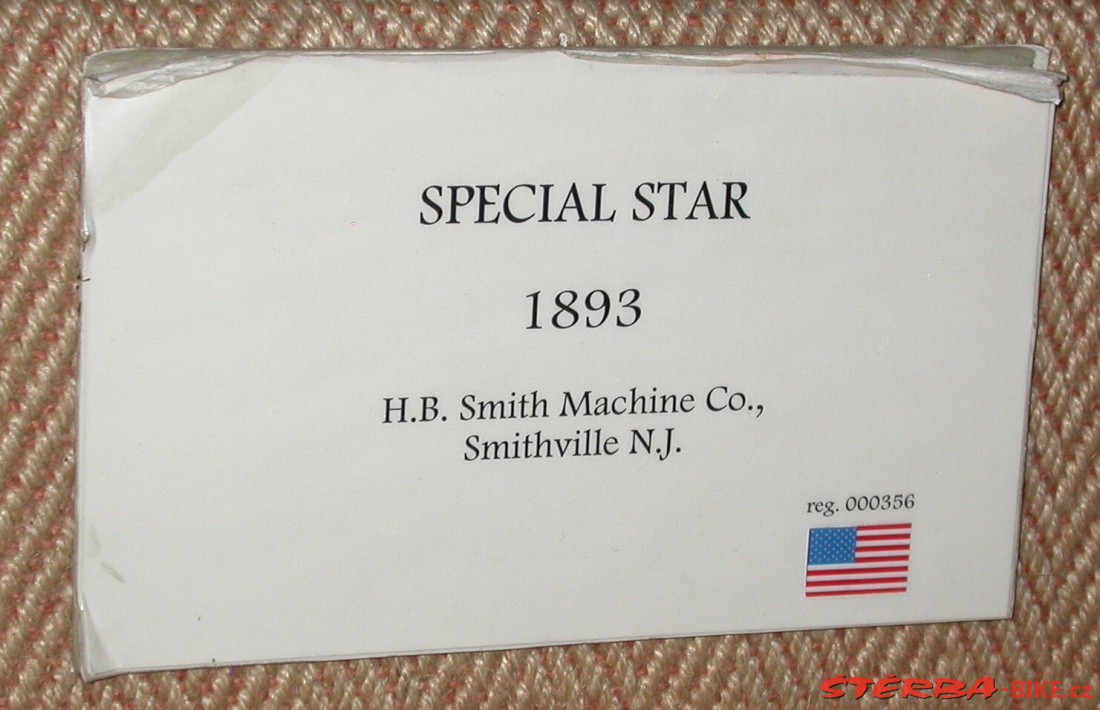 SPECIAL STAR
1893
H.B. Smith Machine Co.,
Smithville N.J.
reg. 000356
STERBA-BIKE.cz